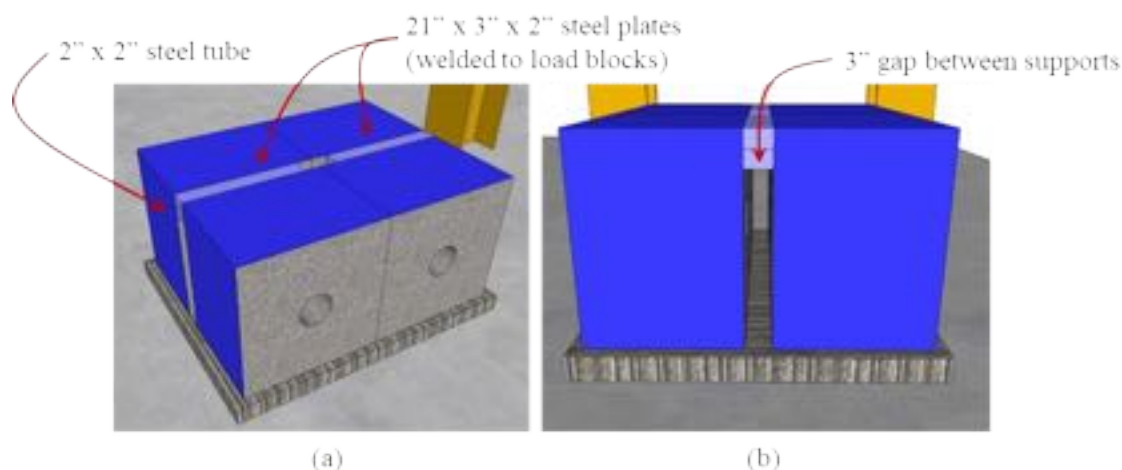 21” x 3” x 2” steel plates
(welded to load blocks)
2” x 2” steel tube
3” gap between supports
(a)
(b)